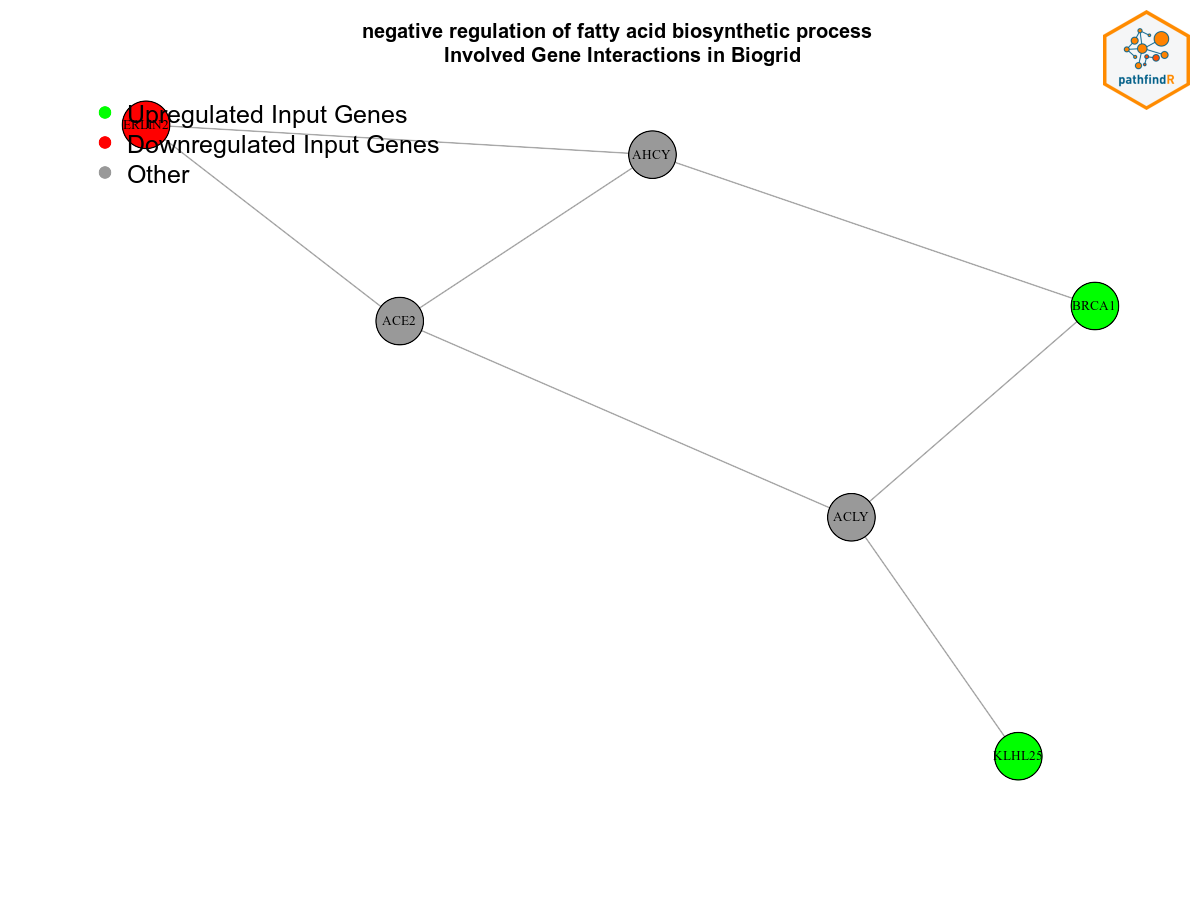 negative regulation of fatty acid biosynthetic process
Involved Gene Interactions in Biogrid
pathfindR
Upregulated Input Genes
ERLIN2
Downregulated Input Genes
AHCY
Other
BRCA1
ACE2
ACLY
KLHL25